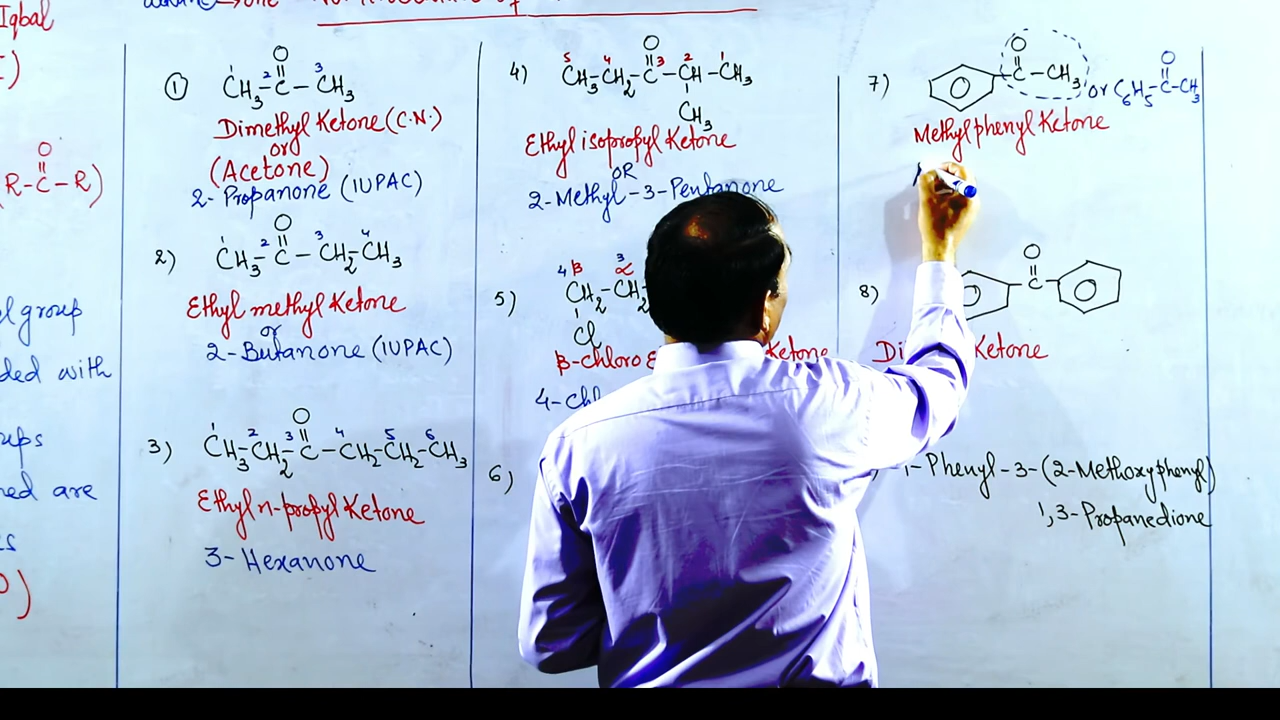 Iqbal
one
R-C-R)
O
group
ded with
ups
ned are
1
O
CH3-C-CH3
Dimethyl Ketone (C.N.)
or
(Acetone)
2-Propanone (IUPAC)
2)
O
CH3-C-CH2-CH3
Ethyl methyl Ketone
or
2-Butanone (IUPAC)
3)
O
CH3-CH2-C-CH2-CH2-CH3
Ethyl n-propyl Ketone
3-Hexanone
4)
O
CH3-CH2-C-CH-CH3
CH3
Ethyl isopropyl Ketone
OR
2-Methyl-3-Pentanone
5)
4 β 3 α
CH2-CH2
Cl
β-chloro E Ketone
4-Chl
6)
7)
O
C-CH3 or C6H5-C-CH3
O
Methyl phenyl Ketone
8)
O
C
Di Ketone
1-Phenyl-3-(2-Methoxyphenyl)
1,3-Propanedione